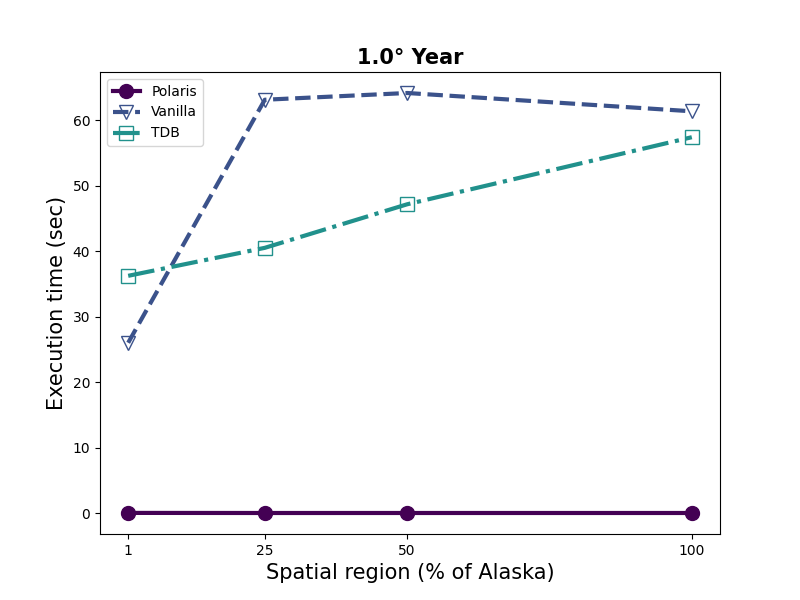 1.0° Year
Polaris
Vanilla
TDB
Execution time (sec)
60
50
40
30
20
10
0
1 25 50 100
Spatial region (% of Alaska)